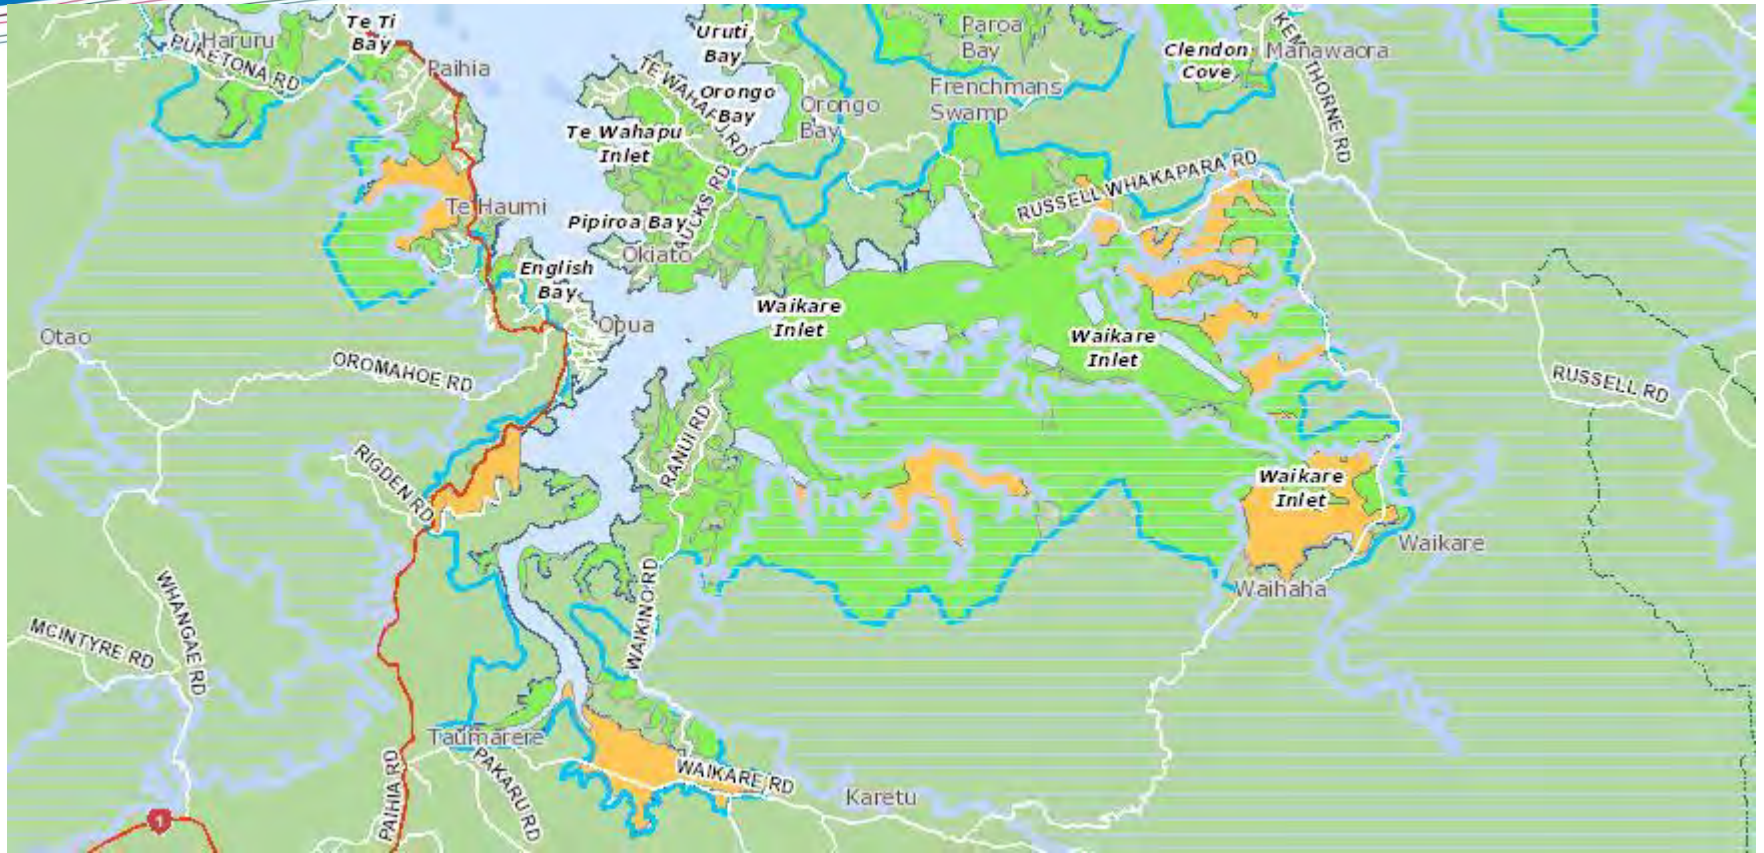 Te Ti
Bay
Haruru
PUKETONA RD
Paihia
Uruti
Bay
TE WAHAPU RD
Orongo
Bay
Orongo
Bay
Paroa
Bay
Frenchmans
Swamp
Clendon
Cove
Manawaora
KEMPTHORNE RD
Te Wahapu
Inlet
RUSSELL WHAKAPARA RD
Te Haumi
Pipiroa Bay
AUCKS RD
Okiato
English
Bay
Opua
Waikare
Inlet
Waikare
Inlet
Otao
OROMAHOE RD
RUSSELL RD
RIGDEN RD
RANUI RD
Waikare
Inlet
Waikare
Waihaha
WHANGAE RD
MCINTYRE RD
WAIKINO RD
Taumarere
PAKARU RD
PAIHIA RD
WAIKARE RD
Karetu
1